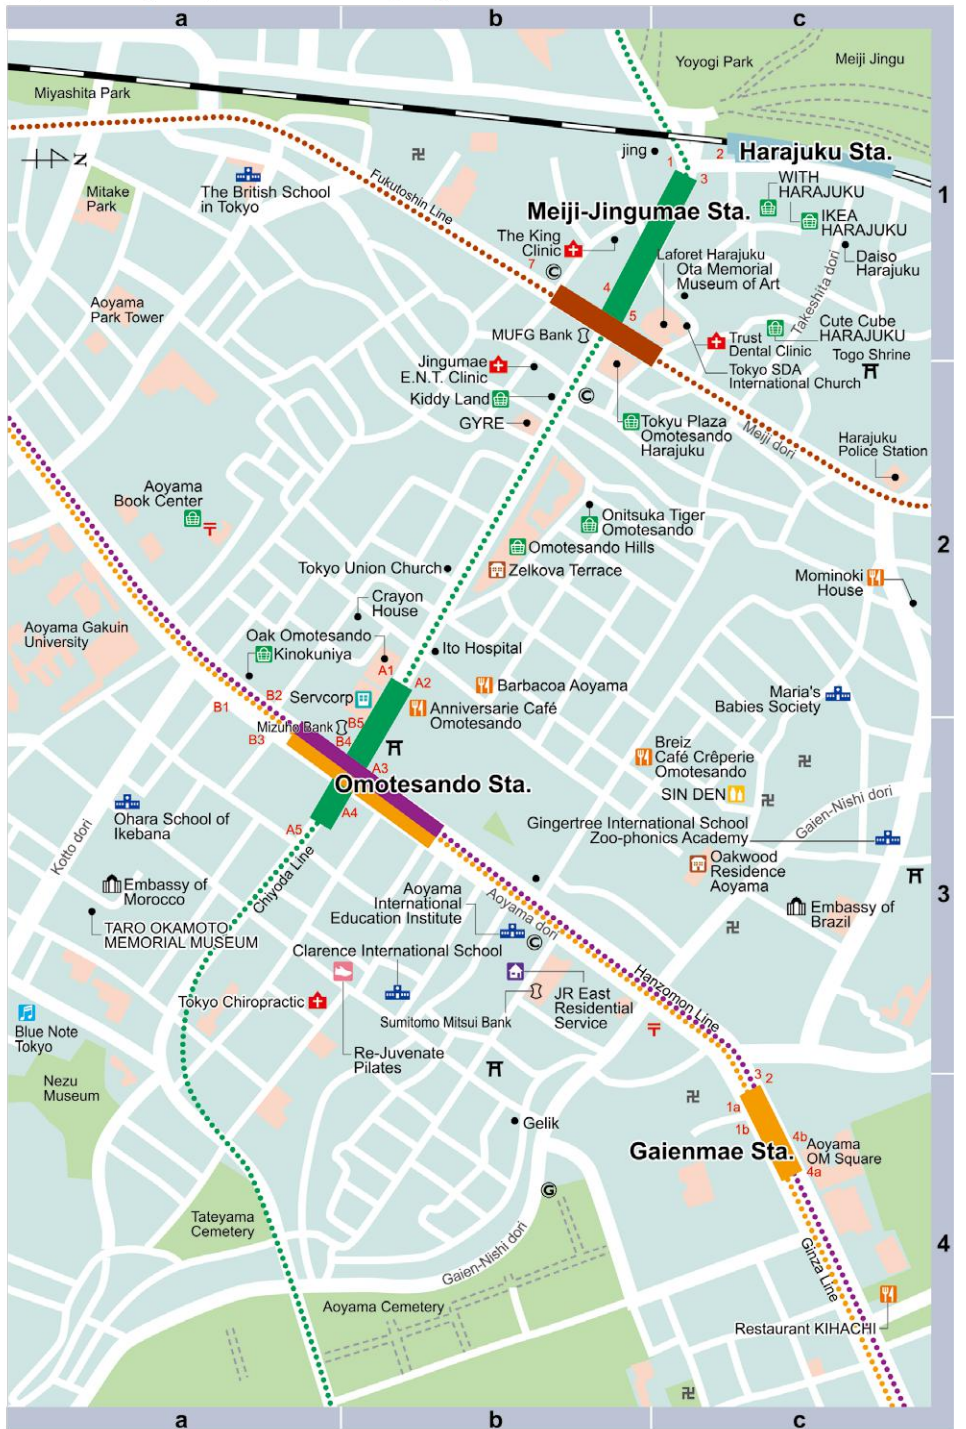 a
b
c
Yoyogi Park
Meiji Jingu
Miyashita Park
N
Mitake
Park
The British School
in Tokyo
Fukutoshin Line
jing
1
2
3
Harajuku Sta.
WITH
HARAJUKU
1
Meiji-Jingumae Sta.
IKEA
HARAJUKU
The King
Clinic
7
C
Laforet Harajuku
Ota Memorial
Museum of Art
Daiso
Harajuku
Takeshita dori
4
5
Aoyama
Park Tower
MUFG Bank
Trust
Dental Clinic
Cute Cube
HARAJUKU
Togo Shrine
Tokyo SDA
International Church
Jingumae
E.N.T. Clinic
Kiddy Land
C
GYRE
Tokyu Plaza
Omotesando
Harajuku
Meiji dori
Harajuku
Police Station
Aoyama
Book Center
Onitsuka Tiger
Omotesando
Omotesando Hills
Zelkova Terrace
2
Tokyo Union Church
Crayon
House
Mominoki
House
Aoyama Gakuin
University
Oak Omotesando
Kinokuniya
Ito Hospital
A1
A2
B2
B1
B3
Servcorp
Barbacoa Aoyama
Anniversarie Café
Omotesando
Maria's
Babies Society
Mizuho Bank
B5
B4
A3
Omotesando Sta.
A4
A5
Breiz
Café Crêperie
Omotesando
SIN DEN
Gaien-Nishi dori
Ohara School of
Ikebana
Gingertree International School
Zoo-phonics Academy
Kotto dori
Chiyoda Line
Oakwood
Residence
Aoyama
Embassy of
Morocco
Aoyama
International
Education Institute
Aoyama dori
3
Embassy of
Brazil
TARO OKAMOTO
MEMORIAL MUSEUM
C
Clarence International School
Hanzomon Line
Tokyo Chiropractic
JR East
Residential
Service
Sumitomo Mitsui Bank
Blue Note
Tokyo
Re-Juvenate
Pilates
Nezu
Museum
3
2
1a
1b
Gelik
Gaienmae Sta.
4b
4a
Aoyama
OM Square
G
Tateyama
Cemetery
Gaien-Nishi dori
Ginza Line
4
Aoyama Cemetery
Restaurant KIHACHI
a
b
c